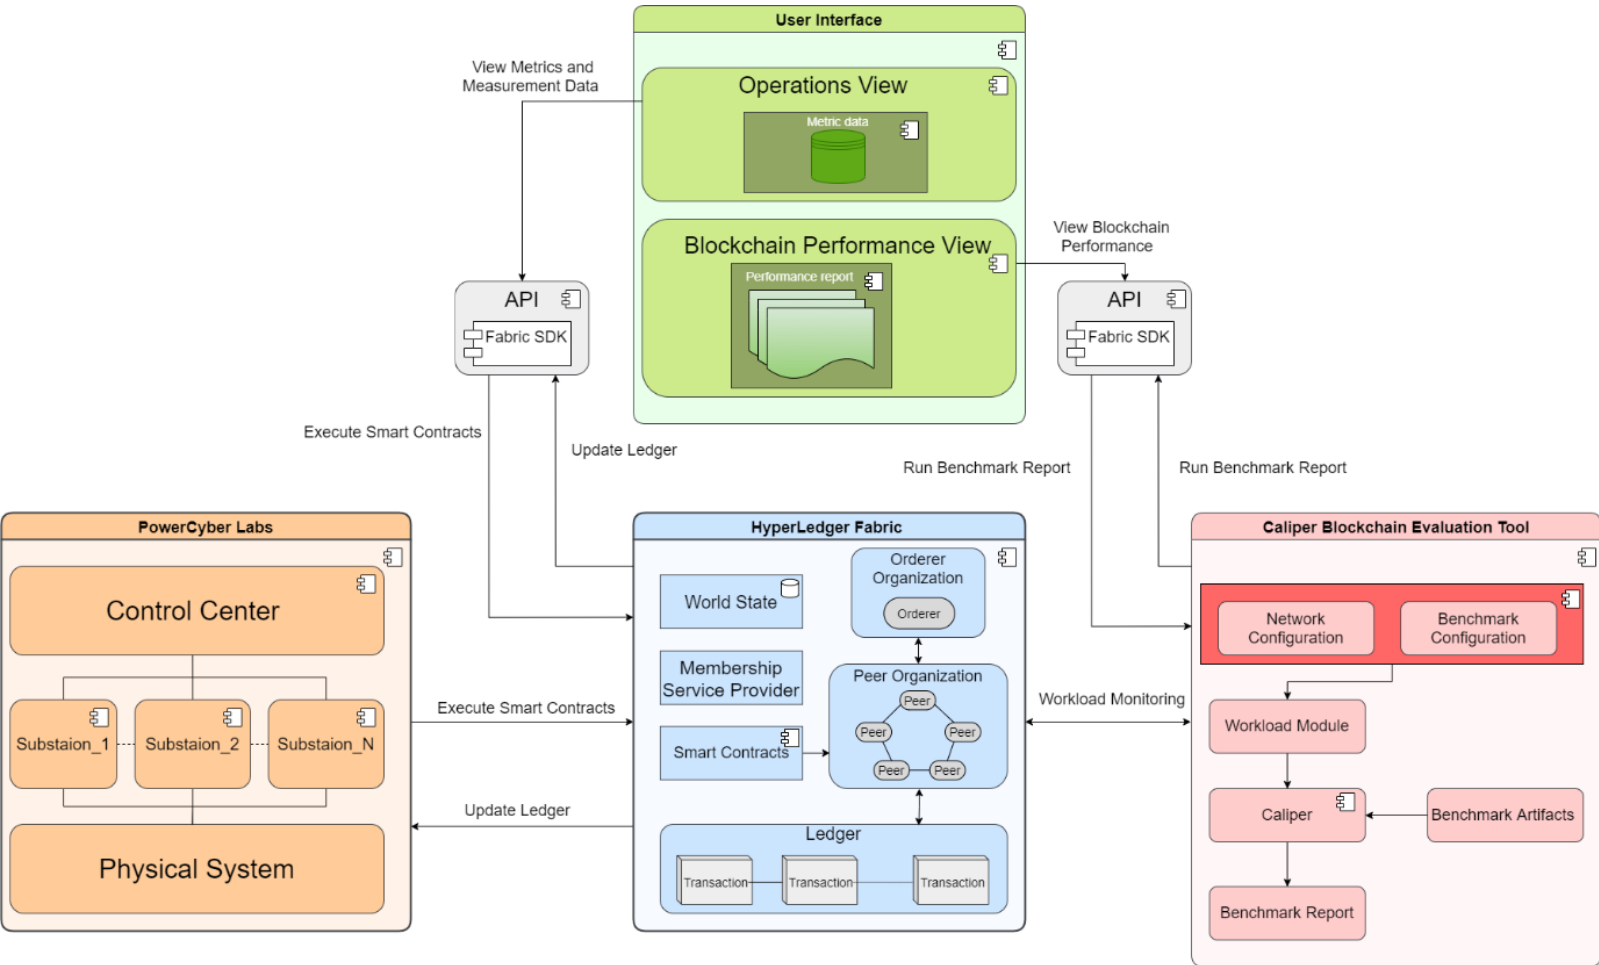 User Interface
View Metrics and
Measurement Data
Operations View
Metric data
Blockchain Performance View
Performance report
View Blockchain
Performance
API
Fabric SDK
API
Fabric SDK
Execute Smart Contracts
Update Ledger
Run Benchmark Report
Run Benchmark Report
PowerCyber Labs
Control Center
Substaion_1
Substaion_2
Substaion_N
Physical System
Execute Smart Contracts
Update Ledger
HyperLedger Fabric
World State
Orderer
Organization
Orderer
Membership
Service Provider
Peer Organization
Peer
Peer
Peer
Peer
Peer
Smart Contracts
Ledger
Transaction
Transaction
Transaction
Workload Monitoring
Caliper Blockchain Evaluation Tool
Network
Configuration
Benchmark
Configuration
Workload Module
Caliper
Benchmark Artifacts
Benchmark Report